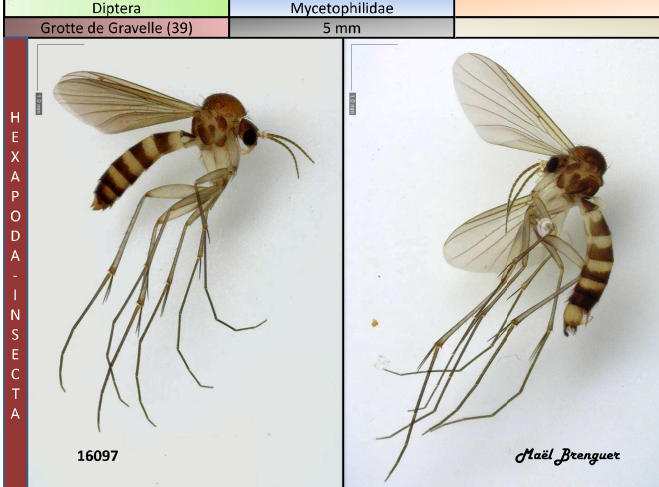 Diptera
Mycetophilidae
Grotte de Gravelle (39)
5 mm
HEXAPODA-INSECTA
16097
Maël Brenguer